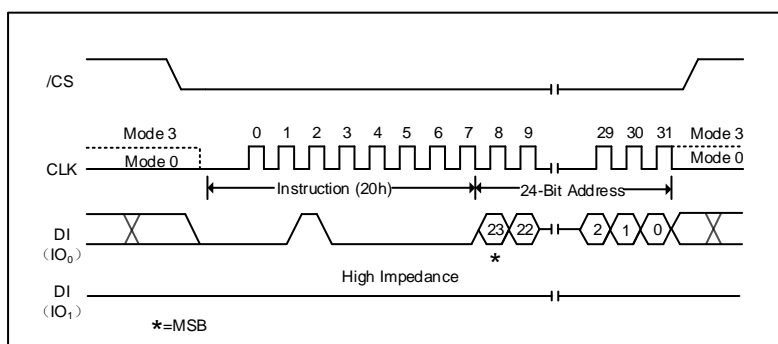 /CS
Mode 3
0 1 2 3 4 5 6 7 8 9 29 30 31
Mode 3
CLK
Mode 0
Mode 0
Instruction (20h)
24-Bit Address
DI
(IO₀)
23 22 2 1 0
*
High Impedance
DI
(IO₁)
*=MSB